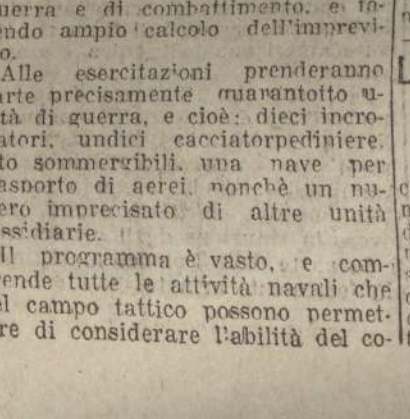 uerra e di combattimento, e fa-
endo ampio calcolo dell'imprevi-
o.
Alle esercitazioni prenderanno
arte precisamente quarantotto u-
tà di guerra, e cioè: dieci incro-
atori, undici cacciatorpediniere,
to sommergibili, una nave per
asporto di aerei, nonchè un nu-
ero imprecisato di altre unità
ssidiarie.
Il programma è vasto, e com-
ende tutte le attività navali che
l campo tattico possono permet-
re di considerare l'abilità del co-